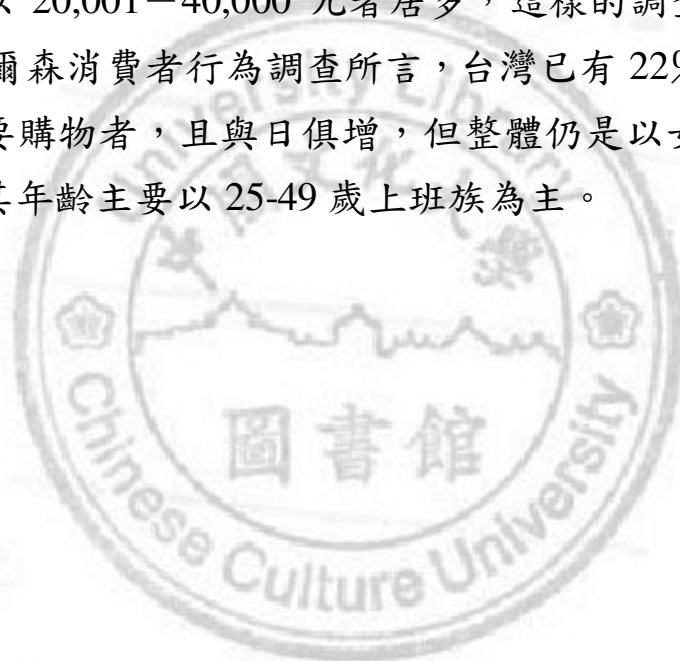 20,001－40,000 元者居多，這樣的調
爾森消費者行為調查所言，台灣已有 22%
要購物者，且與日俱增，但整體仍是以
年齡主要以 25-49 歲上班族為主。
University Library
圖書館
Chinese Culture University